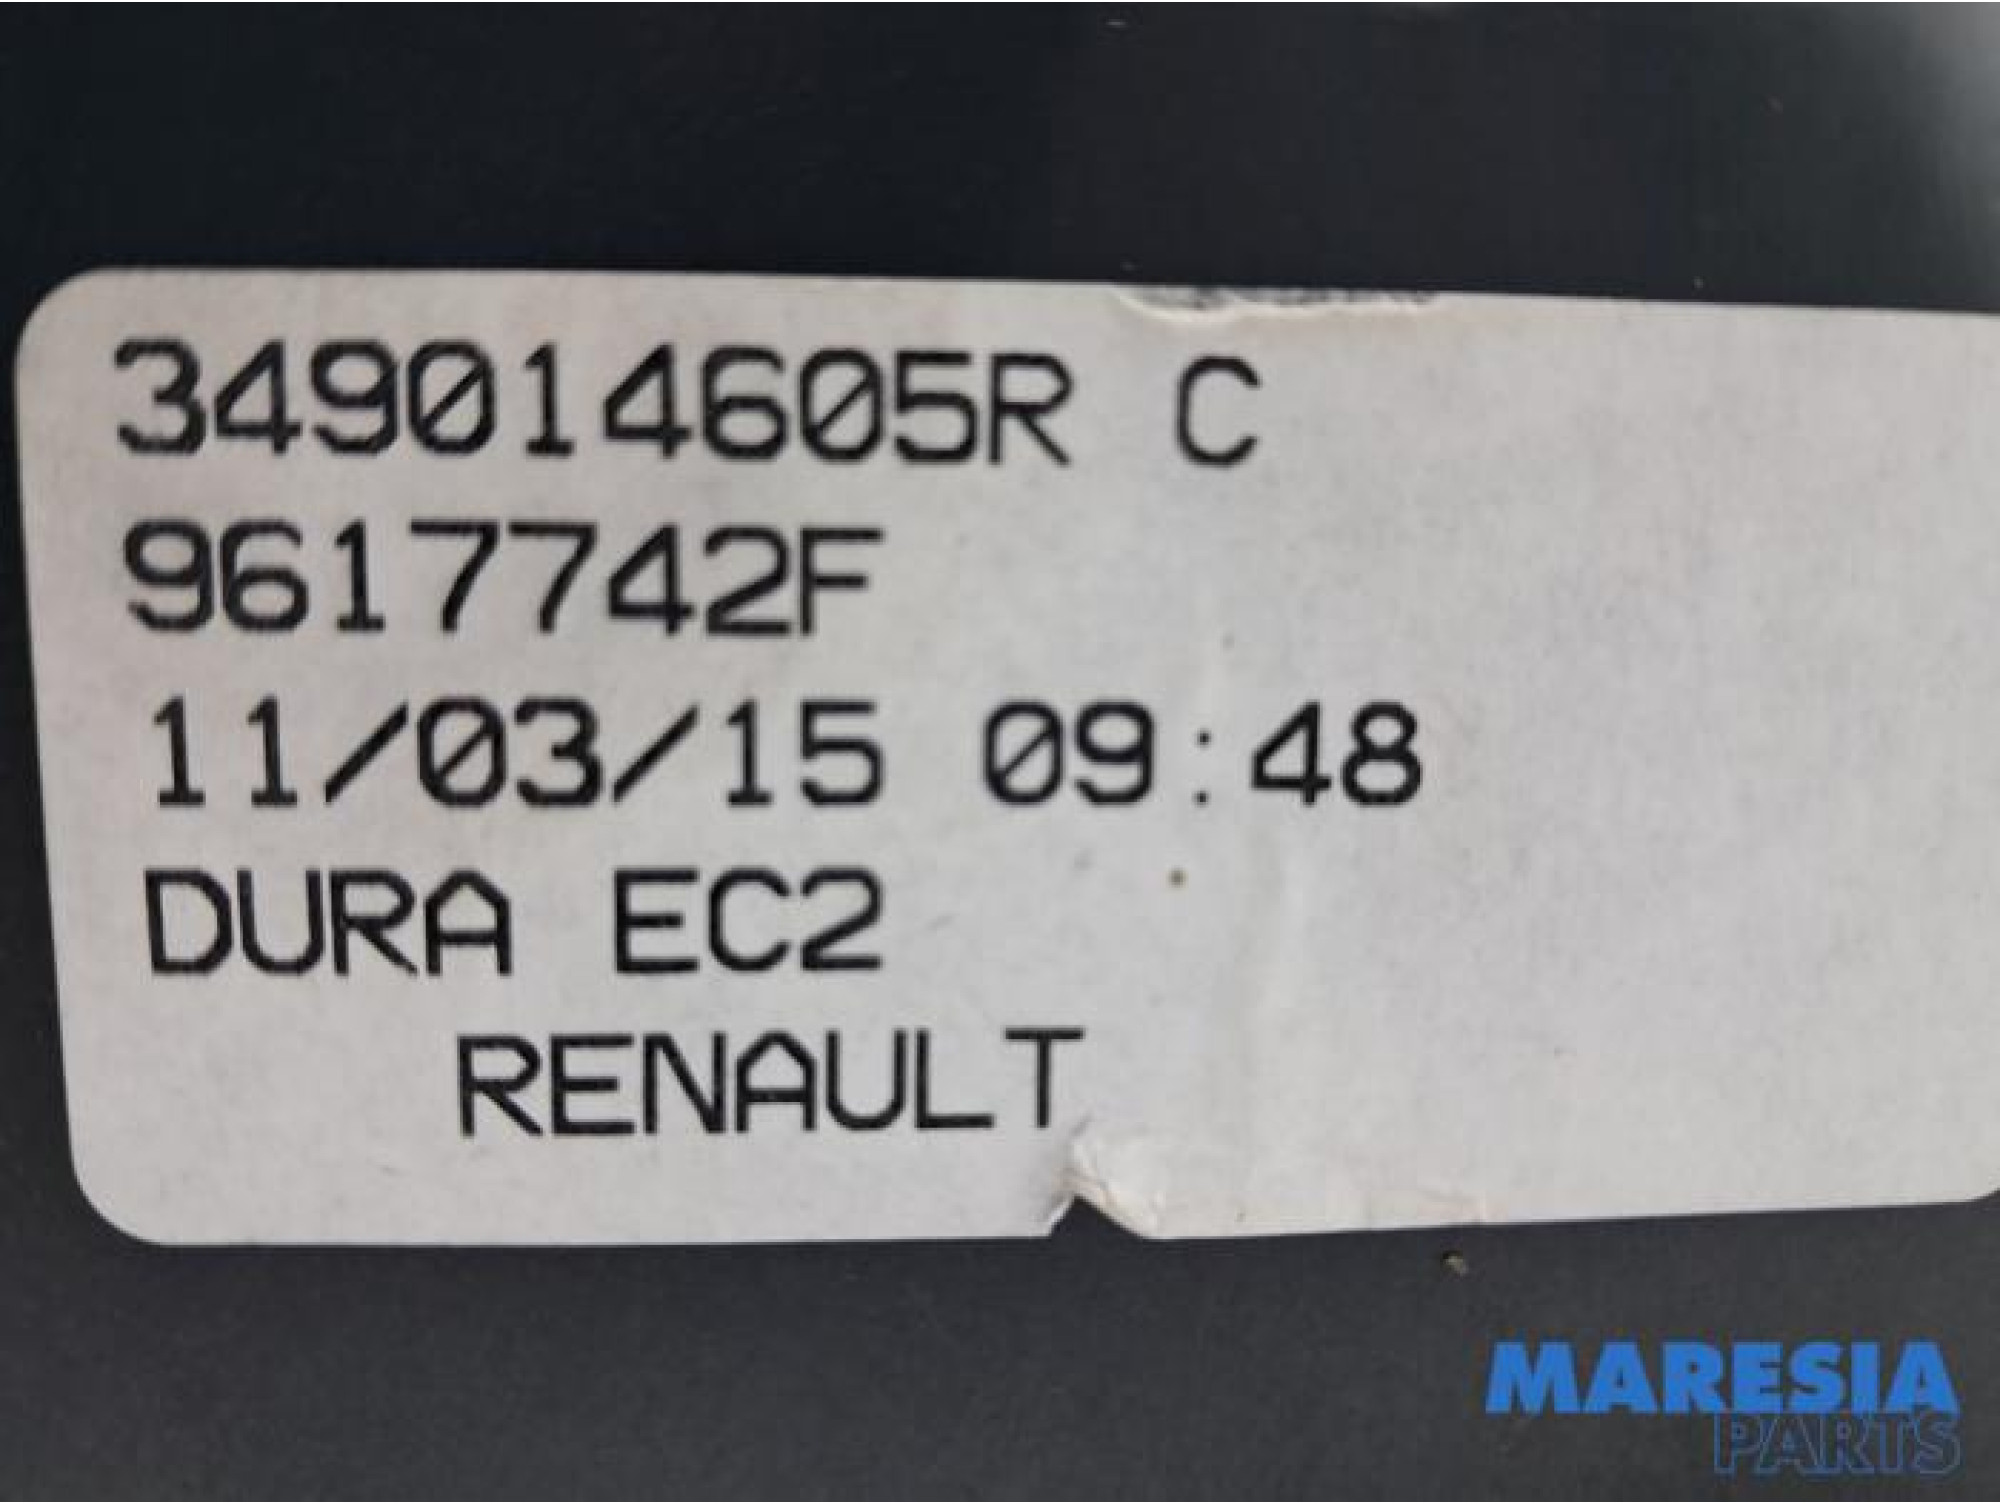 349014605R C
9617742F
11/03/15 09:48
DURA EC2
RENAULT
MARESIA
PARTS